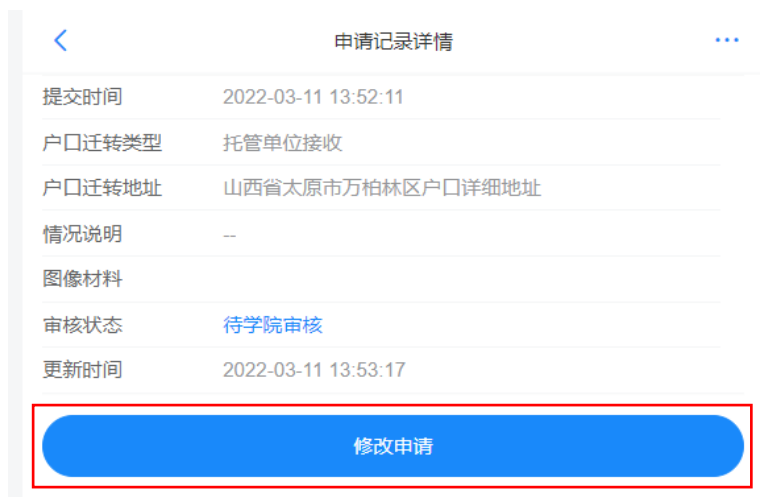 申请记录详情
提交时间 2022-03-11 13:52:11
户口迁转类型 托管单位接收
户口迁转地址 山西省太原市万柏林区户口详细地址
情况说明 --
图像材料
审核状态 待学院审核
更新时间 2022-03-11 13:53:17
修改申请